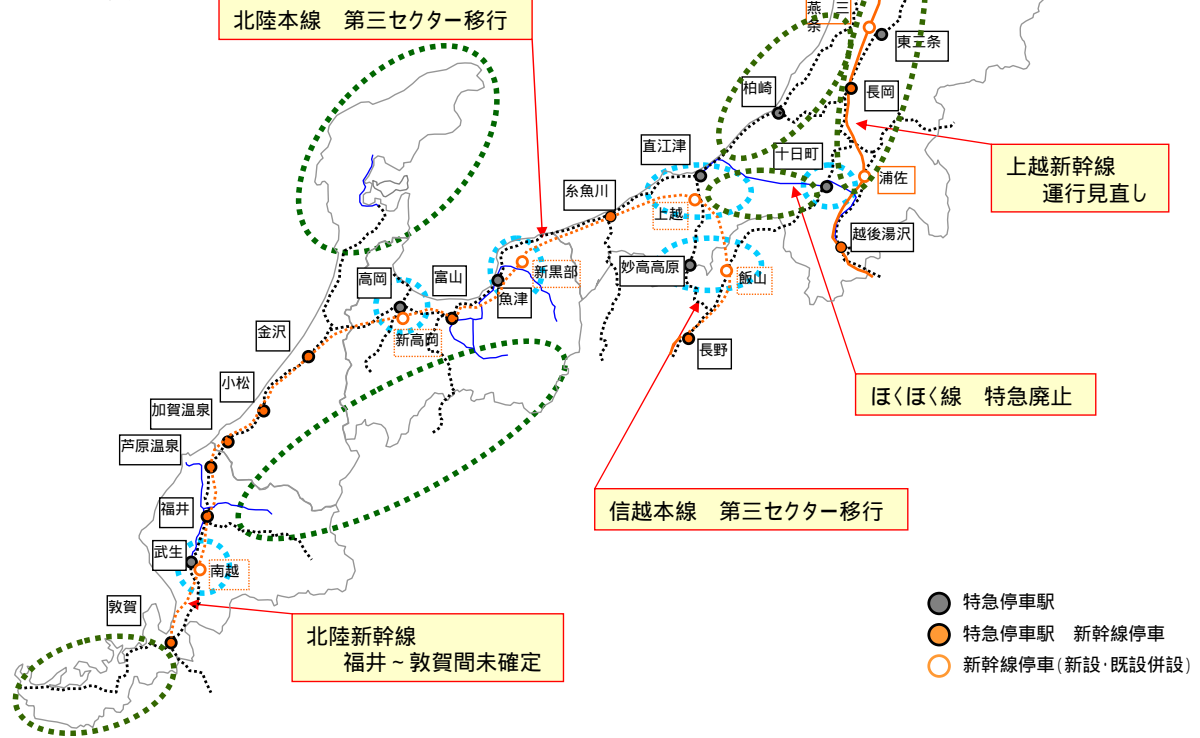 北陸本線　第三セクター移行
燕三
条
東三条
柏崎
長岡
直江津
十日町
上越新幹線
運行見直し
浦佐
糸魚川
上越
越後湯沢
妙高高原
飯山
新黒部
高岡
富山
魚津
新高岡
金沢
長野
小松
加賀温泉
芦原温泉
ほくほく線　特急廃止
福井
信越本線　第三セクター移行
武生
南越
敦賀
北陸新幹線
福井～敦賀間未確定
特急停車駅
特急停車駅　新幹線停車
新幹線停車(新設･既設併設)